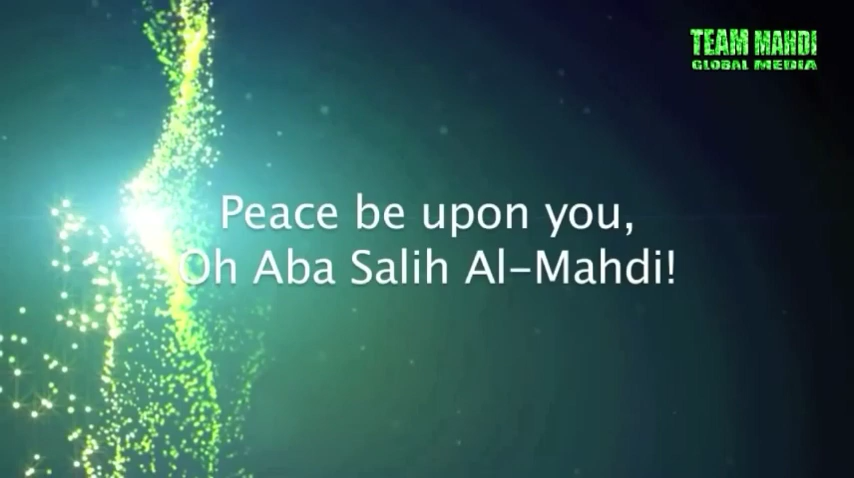 TEAM MAHDI
GLOBAL MEDIA
Peace be upon you,
Oh Aba Salih Al-Mahdi!